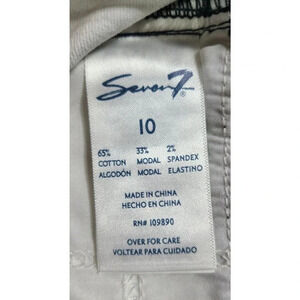 Seven7®
10
65% 33% 2%
COTTON MODAL SPANDEX
ALGODÓN MODAL ELASTINO
MADE IN CHINA
HECHO EN CHINA
RN# 109890
OVER FOR CARE
VOLTEAR PARA CUIDADO